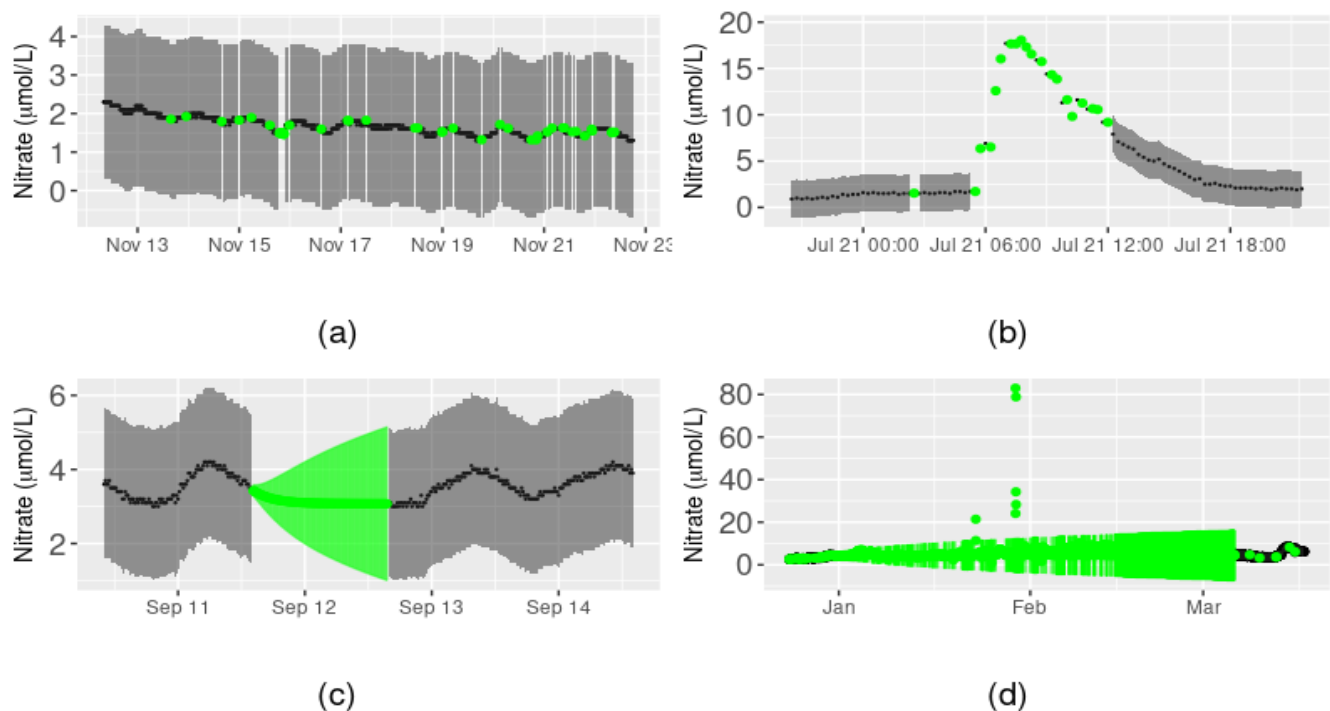 Nitrate (μmol/L)
4
3
2
1
0
Nov 13 Nov 15 Nov 17 Nov 19 Nov 21 Nov 23
(a)
Nitrate (μmol/L)
20
15
10
5
0
Jul 21 00:00 Jul 21 06:00 Jul 21 12:00 Jul 21 18:00
(b)
Nitrate (μmol/L)
6
4
2
Sep 11 Sep 12 Sep 13 Sep 14
(c)
Nitrate (μmol/L)
80
60
40
20
0
Jan Feb Mar
(d)